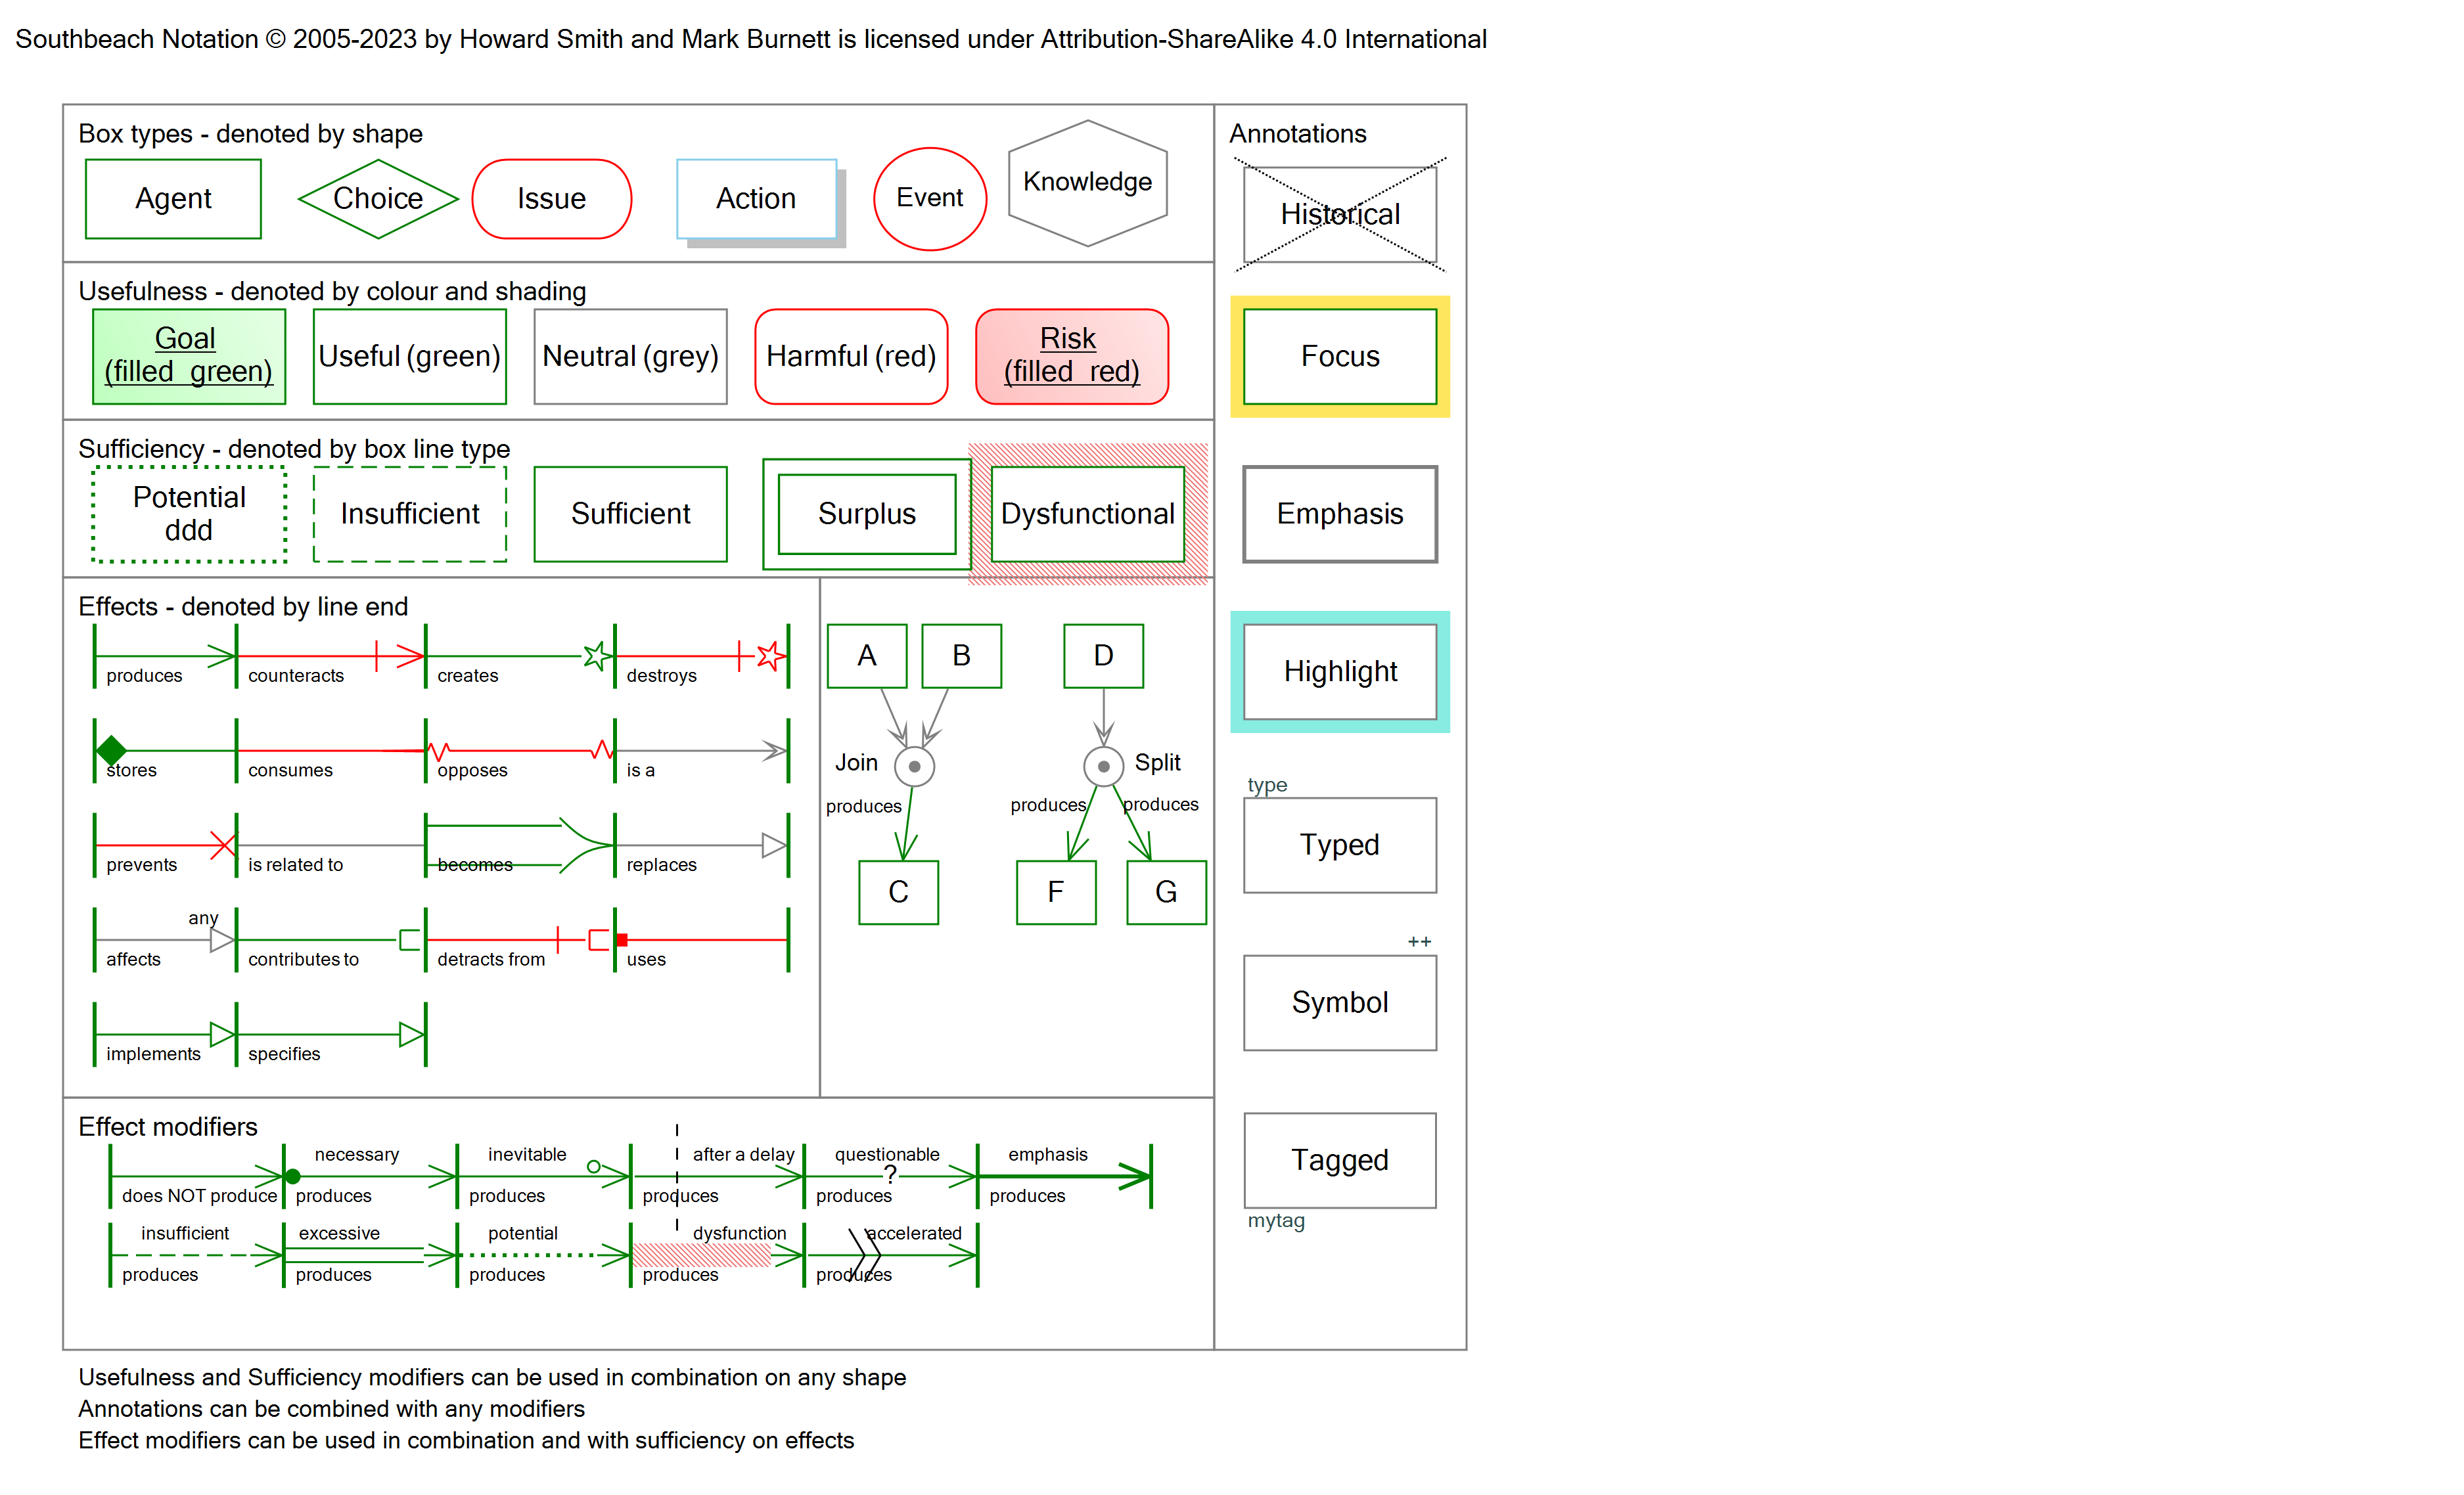 Southbeach Notation © 2005-2023 by Howard Smith and Mark Burnett is licensed under Attribution-ShareAlike 4.0 International
Box types - denoted by shape
Agent
Choice
Issue
Action
Event
Knowledge
Usefulness - denoted by colour and shading
Goal
(filled green)
Useful (green)
Neutral (grey)
Harmful (red)
Risk
(filled red)
Sufficiency - denoted by box line type
Potential
ddd
Insufficient
Sufficient
Surplus
Dysfunctional
Effects - denoted by line end
produces
counteracts
creates
destroys
stores
consumes
opposes
is a
prevents
is related to
becomes
replaces
any
affects
contributes to
detracts from
uses
implements
specifies
A
B
D
Join
Split
produces
produces
produces
C
F
G
Effect modifiers
necessary
inevitable
after a delay
questionable
?
emphasis
does NOT produce
produces
produces
produces
produces
produces
insufficient
excessive
potential
dysfunction
accelerated
produces
produces
produces
produces
produces
Annotations
Historical
Focus
Emphasis
Highlight
type
Typed
++
Symbol
Tagged
mytag
Usefulness and Sufficiency modifiers can be used in combination on any shape
Annotations can be combined with any modifiers
Effect modifiers can be used in combination and with sufficiency on effects